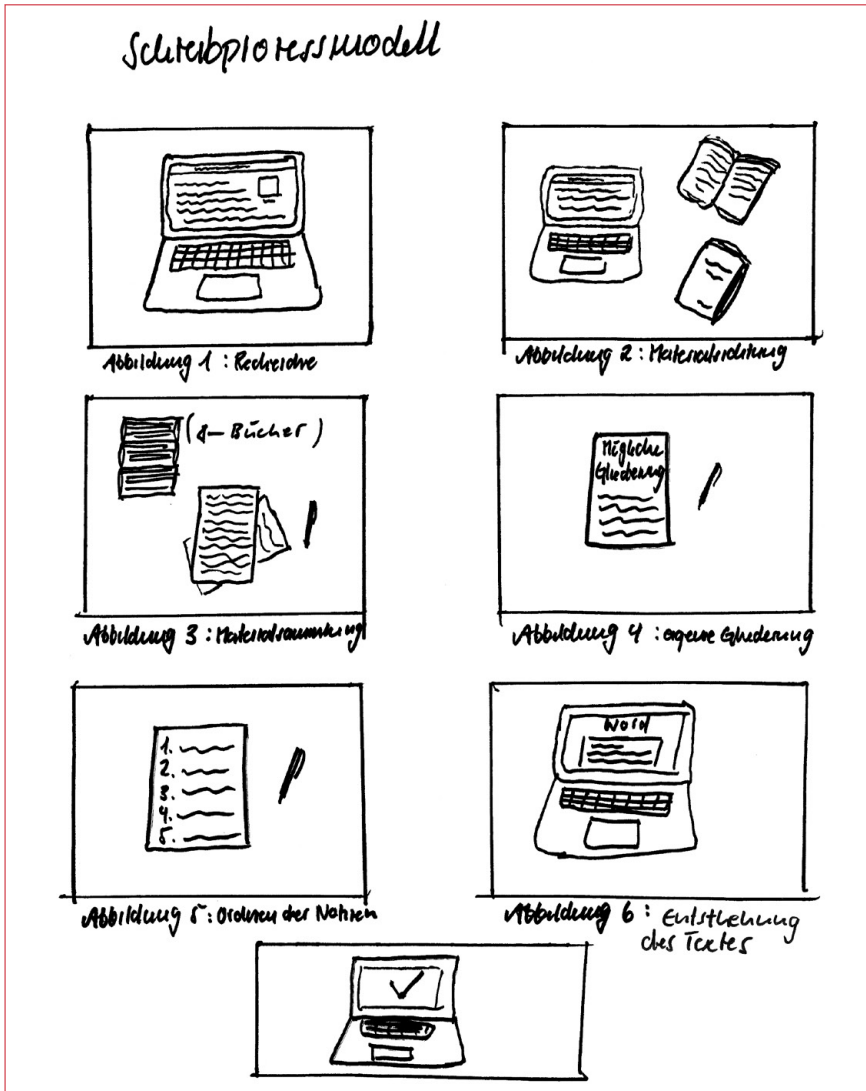 Schreibprozessmodell
Abbildung 1 : Recherche
Abbildung 2 : Materialsichtung
(8– Bücher)
Abbildung 3 : Materialsammlung
Mögliche
Gliederung
Abbildung 4 : eigene Gliederung
1.
2.
3.
4.
5.
Abbildung 5 : Ordnen der Notizen
Word
Abbildung 6 : Entstehung
des Textes